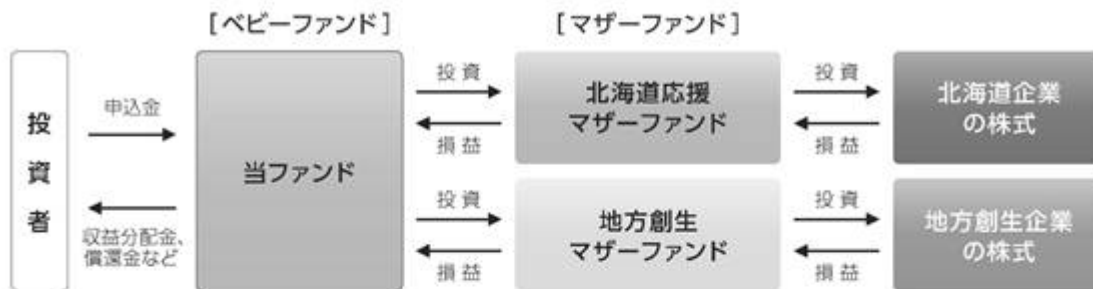 [ベビーファンド]
[マザーファンド]
投資者
申込金
収益分配金、
償還金など
当ファンド
投資
損益
北海道応援
マザーファンド
投資
損益
北海道企業
の株式
投資
損益
地方創生
マザーファンド
投資
損益
地方創生企業
の株式